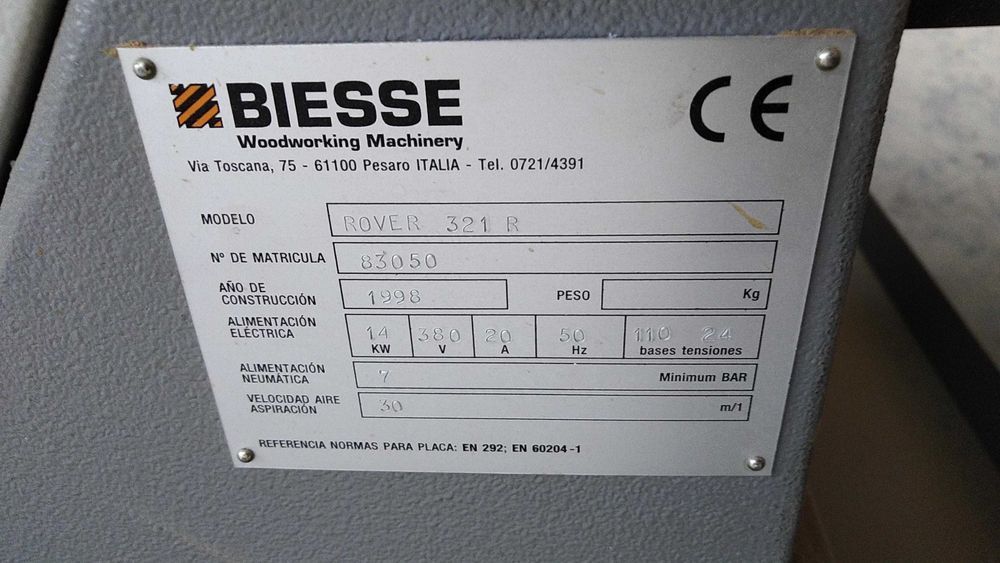 BIESSE
Woodworking Machinery
CE
Via Toscana, 75 - 61100 Pesaro ITALIA - Tel. 0721/4391
MODELO ROVER 321 R
Nº DE MATRICULA 83050
AÑO DE CONSTRUCCIÓN 1998 PESO Kg
ALIMENTACIÓN ELÉCTRICA 14 KW 380 V 20 A 50 Hz 110 24 bases tensiones
ALIMENTACIÓN NEUMÁTICA 7 Minimum BAR
VELOCIDAD AIRE ASPIRACIÓN 30 m/1
REFERENCIA NORMAS PARA PLACA: EN 292; EN 60204-1